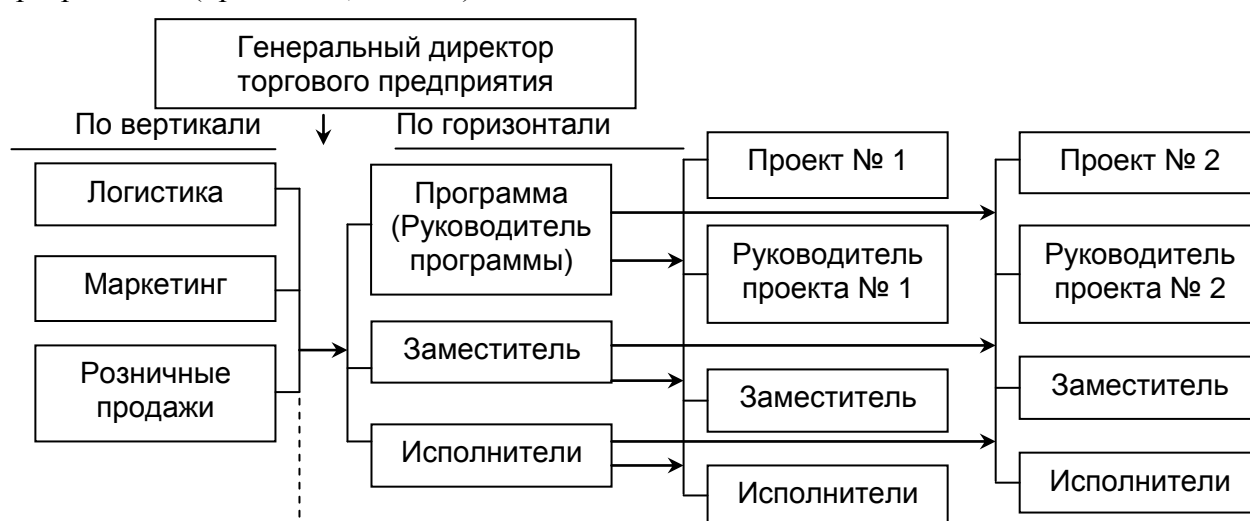 Генеральный директор
торгового предприятия
По вертикали
По горизонтали
Логистика
Маркетинг
Розничные
продажи
Программа
(Руководитель
программы)
Заместитель
Исполнители
Проект № 1
Руководитель
проекта № 1
Заместитель
Исполнители
Проект № 2
Руководитель
проекта № 2
Заместитель
Исполнители